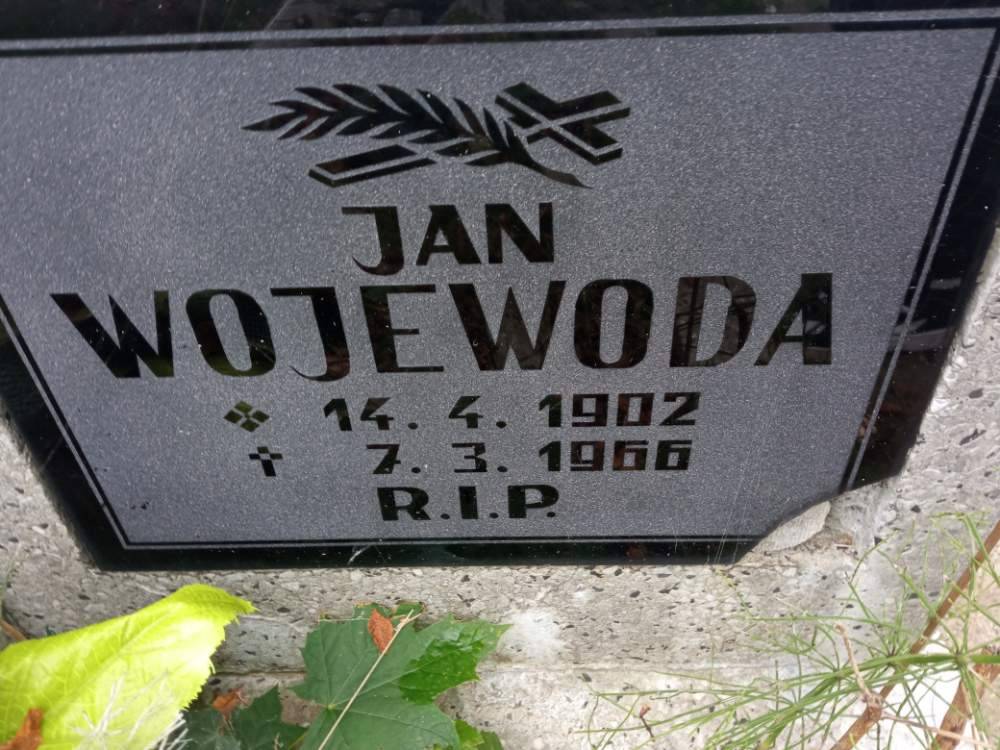 JAN
WOJEWODA
14. 4. 1902
✝ 7. 3. 1966
R.I.P.